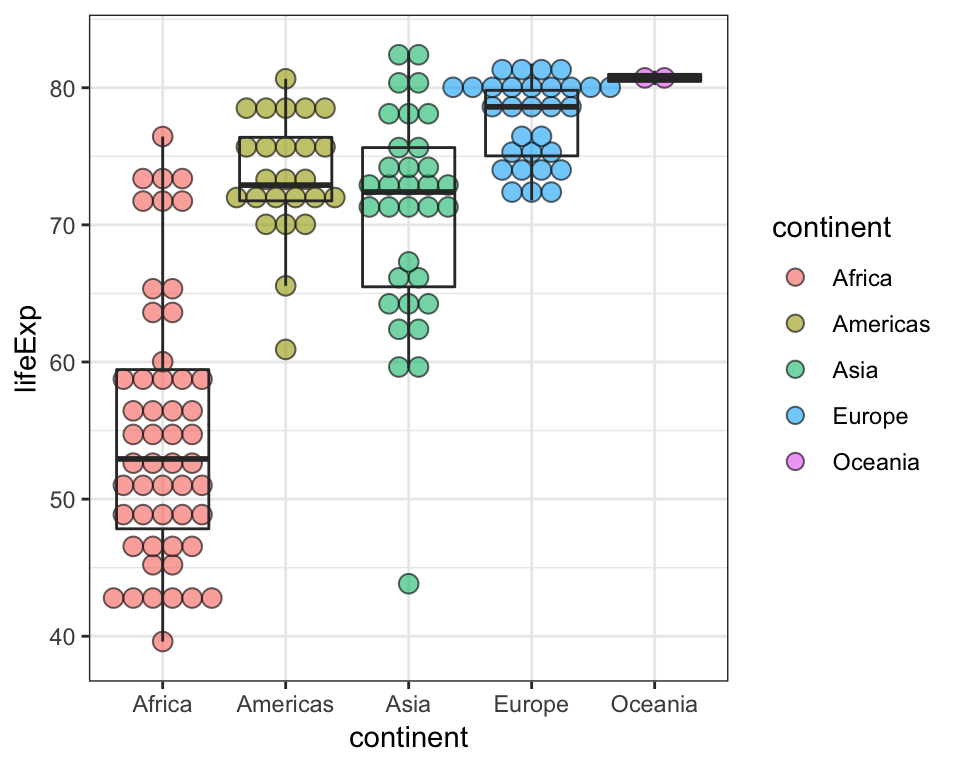 lifeExp
80
70
60
50
40
Africa Americas Asia Europe Oceania
continent
continent
Africa
Americas
Asia
Europe
Oceania